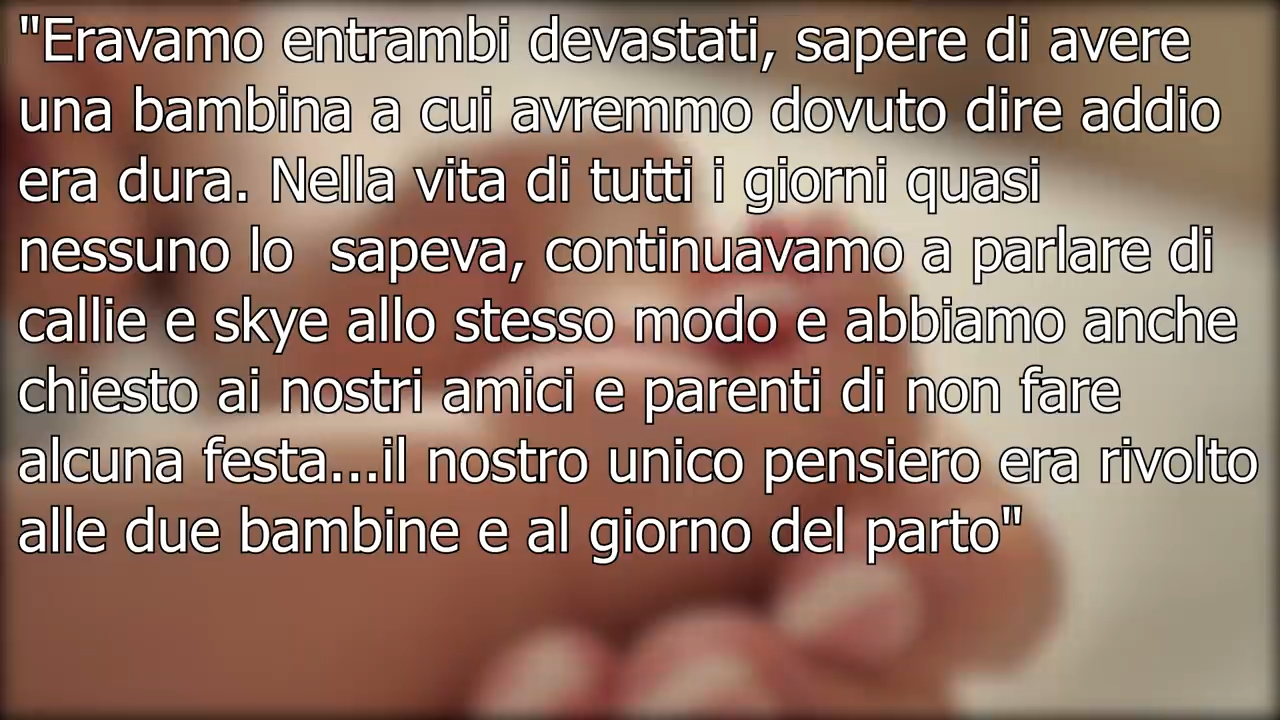 "Eravamo entrambi devastati, sapere di avere
una bambina a cui avremmo dovuto dire addio
era dura. Nella vita di tutti i giorni quasi
nessuno lo  sapeva, continuavamo a parlare di
callie e skye allo stesso modo e abbiamo anche
chiesto ai nostri amici e parenti di non fare
alcuna festa...il nostro unico pensiero era rivolto
alle due bambine e al giorno del parto"